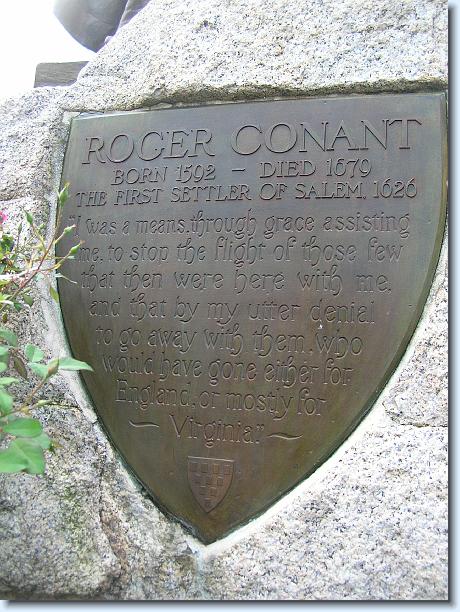 ROGER CONANT
BORN 1592 – DIED 1679
THE FIRST SETTLER OF SALEM, 1626
"I was a means, through grace assisting
me, to stop the flight of those few
that then were here with me,
and that by my utter denial
to go away with them, who
would have gone either for
England, or mostly for
~ Virginia" ~